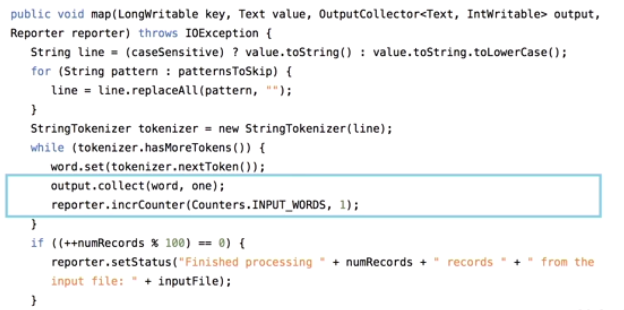 public void map(LongWritable key, Text value, OutputCollector<Text, IntWritable> output,
Reporter reporter) throws IOException {
String line = (caseSensitive) ? value.toString() : value.toString.toLowerCase();
for (String pattern : patternsToSkip) {
line = line.replaceAll(pattern, "");
}
StringTokenizer tokenizer = new StringTokenizer(line);
while (tokenizer.hasMoreTokens()) {
word.set(tokenizer.nextToken());
output.collect(word, one);
reporter.incrCounter(Counters.INPUT_WORDS, 1);
}
if ((++numRecords % 100) == 0) {
reporter.setStatus("Finished processing " + numRecords + " records " + " from the
input file: " + inputFile);
}